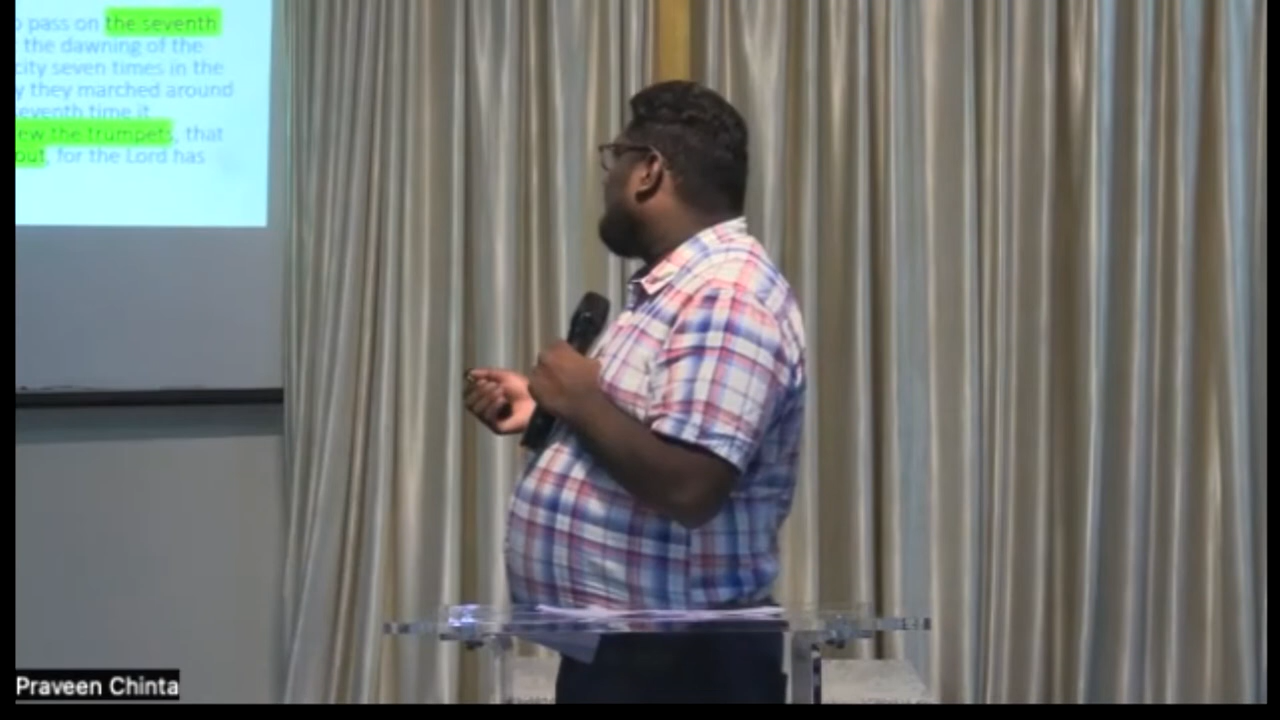 pass on the seventh
the dawning of the
city seven times in the
they marched around
eventh time it
ew the trumpets, that
out, for the Lord has
Praveen Chinta